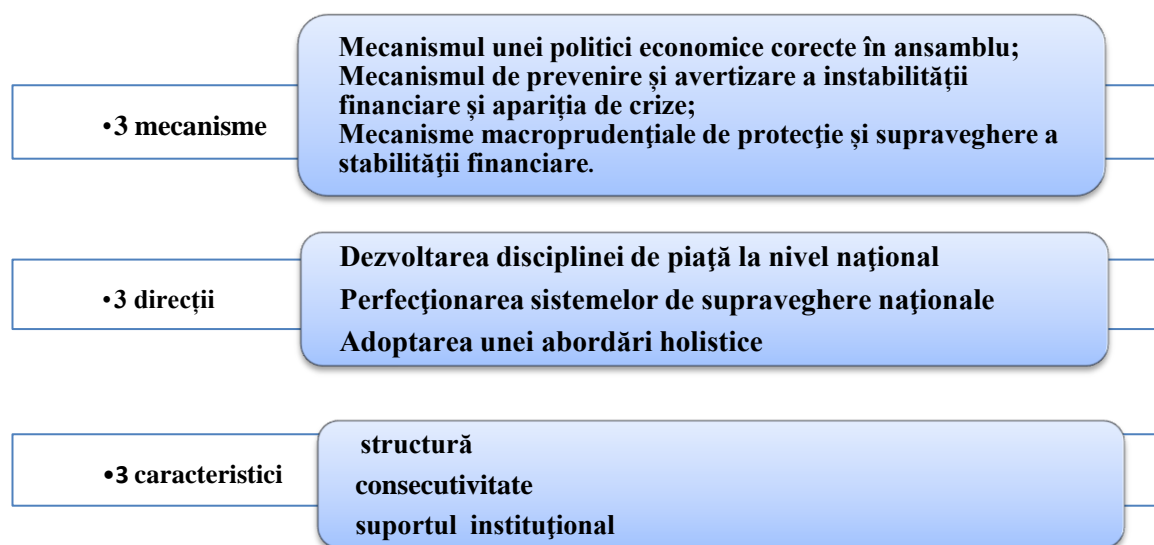 Mecanismul unei politici economice corecte în ansamblu;
Mecanismul de prevenire și avertizare a instabilității
financiare și apariția de crize;
•3 mecanisme
Mecanisme macroprudenţiale de protecţie și supraveghere a
stabilităţii financiare.
Dezvoltarea disciplinei de piaţă la nivel naţional
•3 direcții
Perfecţionarea sistemelor de supraveghere naţionale
Adoptarea unei abordări holistice
structură
•3 caracteristici
consecutivitate
suportul instituţional